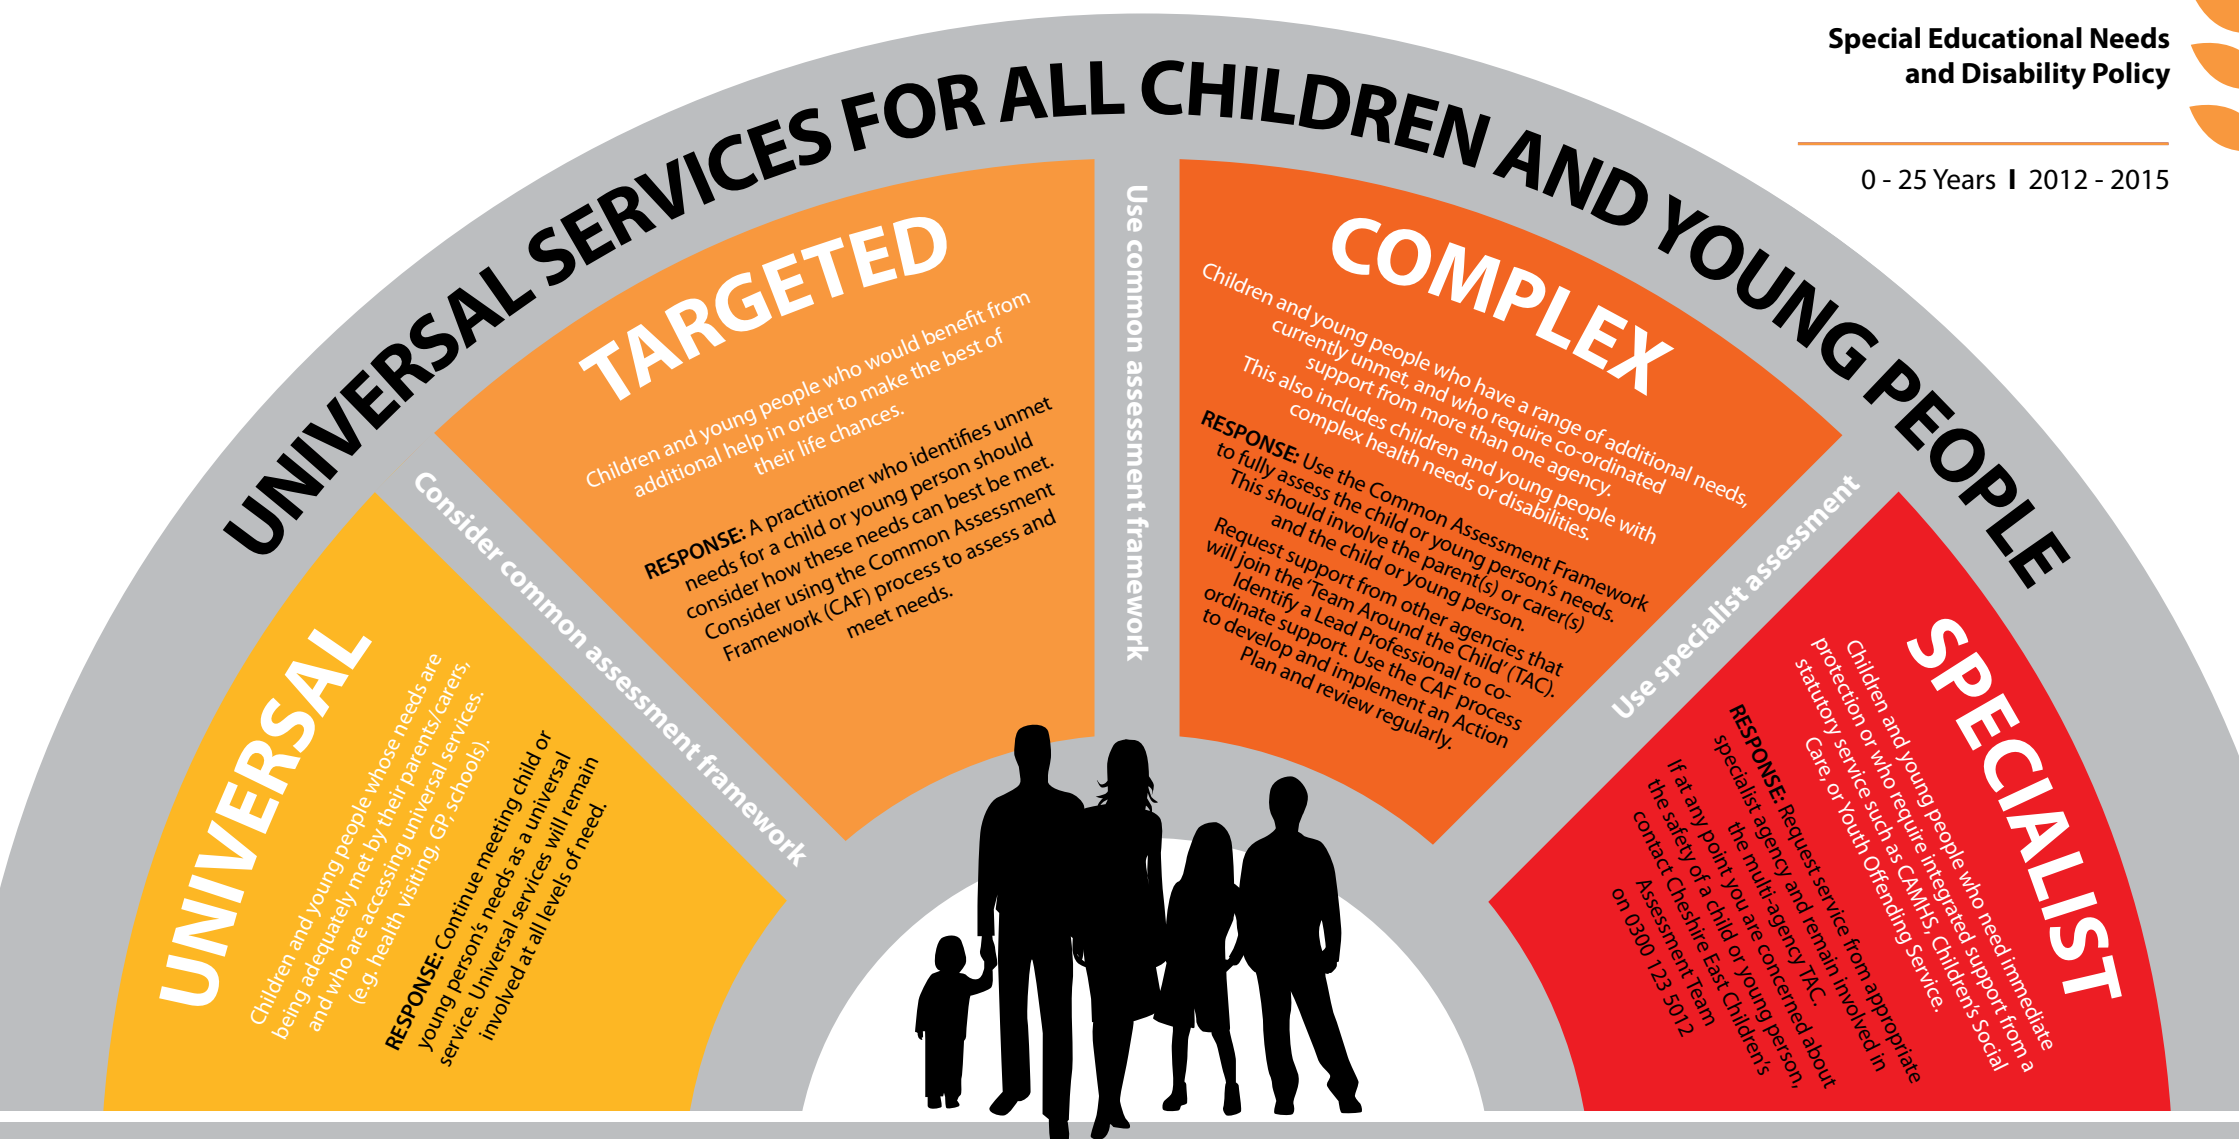 Special Educational Needs
and Disability Policy
0 - 25 Years I 2012 - 2015
UNIVERSAL SERVICES FOR ALL CHILDREN AND YOUNG PEOPLE
UNIVERSAL
Children and young people whose needs are
being adequately met by their parents/carers,
and who are accessing universal services.
(e.g. health visiting, GP, schools).
RESPONSE: Continue meeting child or
young person's needs as a universal
service. Universal services will remain
involved at all levels of need.
Consider common assessment framework
TARGETED
Children and young people who would benefit from
additional help in order to make the best of
their life chances.
RESPONSE: A practitioner who identifies unmet
needs for a child or young person should
consider how these needs can best be met.
Consider using the Common Assessment
Framework (CAF) process to assess and
meet needs.
Use common assessment framework
COMPLEX
Children and young people who have a range of additional needs,
currently unmet, and who require co-ordinated
support from more than one agency.
This also includes children and young people with
complex health needs or disabilities.
RESPONSE: Use the Common Assessment Framework
to fully assess the child or young person's needs.
This should involve the parent(s) or carer(s)
and the child or young person.
Request support from other agencies that
will join the 'Team Around the Child' (TAC).
Identify a Lead Professional to co-
ordinate support. Use the CAF process
to develop and implement an Action
Plan and review regularly.
Use specialist assessment
SPECIALIST
Children and young people who need immediate
protection or who require integrated support from a
statutory service such as CAMHS, Children's Social
Care, or Youth Offending Service.
RESPONSE: Request service from appropriate
specialist agency and remain involved in
the multi-agency TAC.
If at any point you are concerned about
the safety of a child or young person,
contact Cheshire East Children's
Assessment Team
on 0300 123 5012